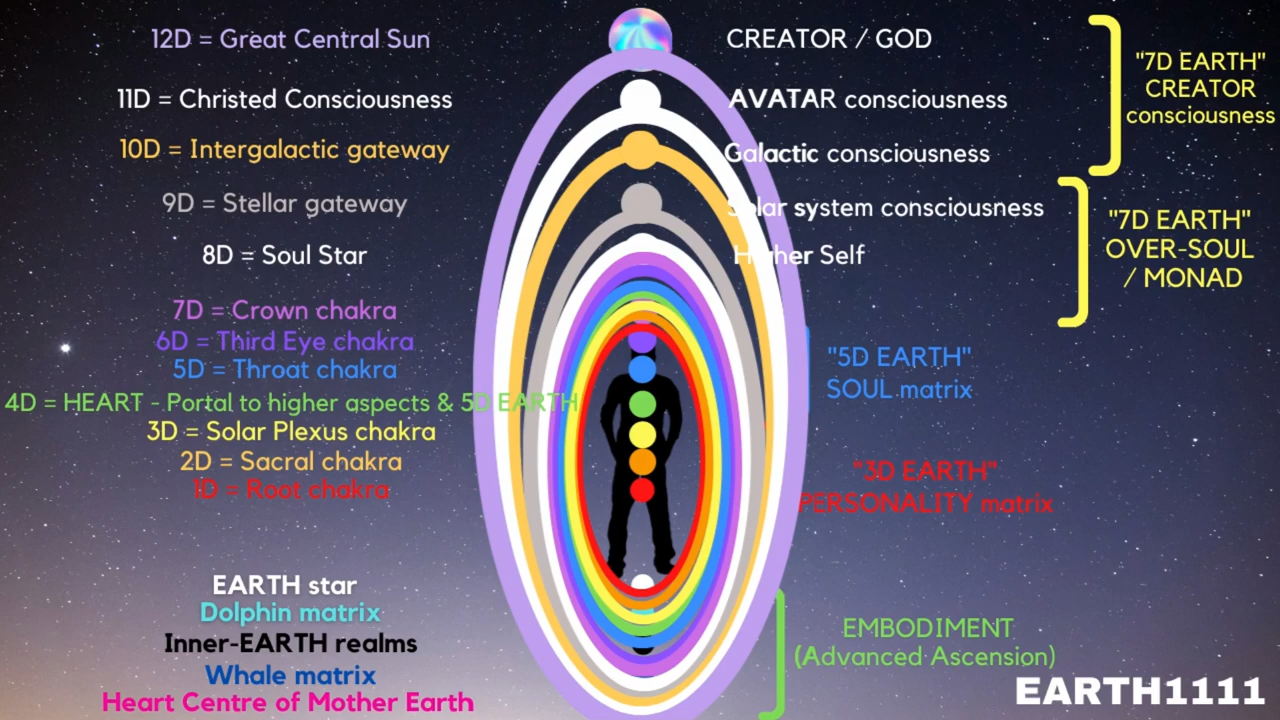 12D = Great Central Sun
11D = Christed Consciousness
10D = Intergalactic gateway
9D = Stellar gateway
8D = Soul Star
7D = Crown chakra
6D = Third Eye chakra
5D = Throat chakra
4D = HEART - Portal to higher aspects & 5D EARTH
3D = Solar Plexus chakra
2D = Sacral chakra
1D = Root chakra
EARTH star
Dolphin matrix
Inner-EARTH realms
Whale matrix
Heart Centre of Mother Earth
CREATOR / GOD
AVATAR consciousness
Galactic consciousness
Solar system consciousness
Higher Self
"7D EARTH"
CREATOR
consciousness
"7D EARTH"
OVER-SOUL
/ MONAD
"5D EARTH"
SOUL matrix
"3D EARTH"
PERSONALITY matrix
EMBODIMENT
(Advanced Ascension)
EARTH1111